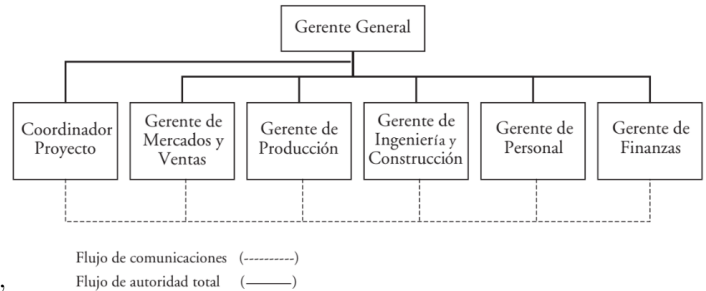 Gerente General
Coordinador
Proyecto
Gerente de
Mercados y
Ventas
Gerente de
Producción
Gerente de
Ingeniería y
Construcción
Gerente de
Personal
Gerente de
Finanzas
Flujo de comunicaciones (----------)
, Flujo de autoridad total (———)